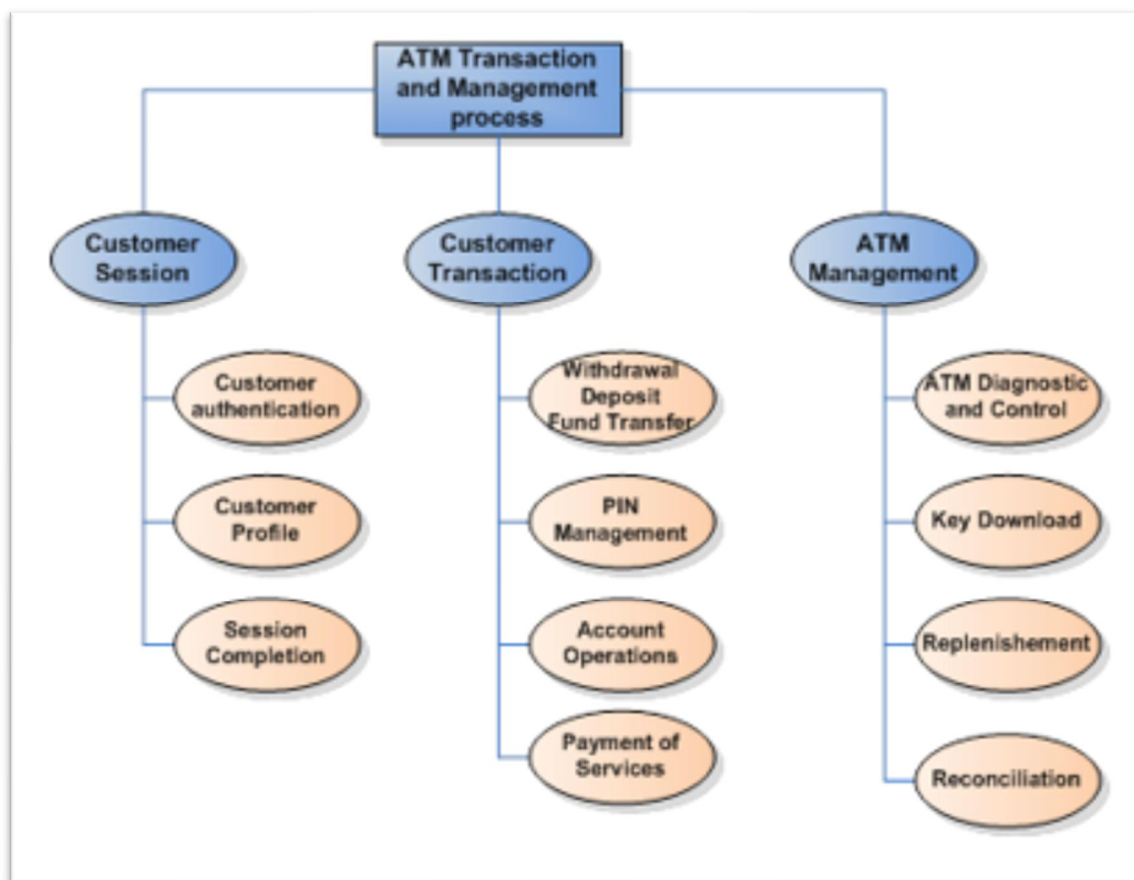 ATM Transaction
and Management
process
Customer
Session
Customer
Transaction
ATM
Management
Customer
authentication
Withdrawal
Deposit
Fund Transfer
ATM Diagnostic
and Control
Customer
Profile
PIN
Management
Key Download
Session
Completion
Account
Operations
Replenishement
Payment of
Services
Reconciliation